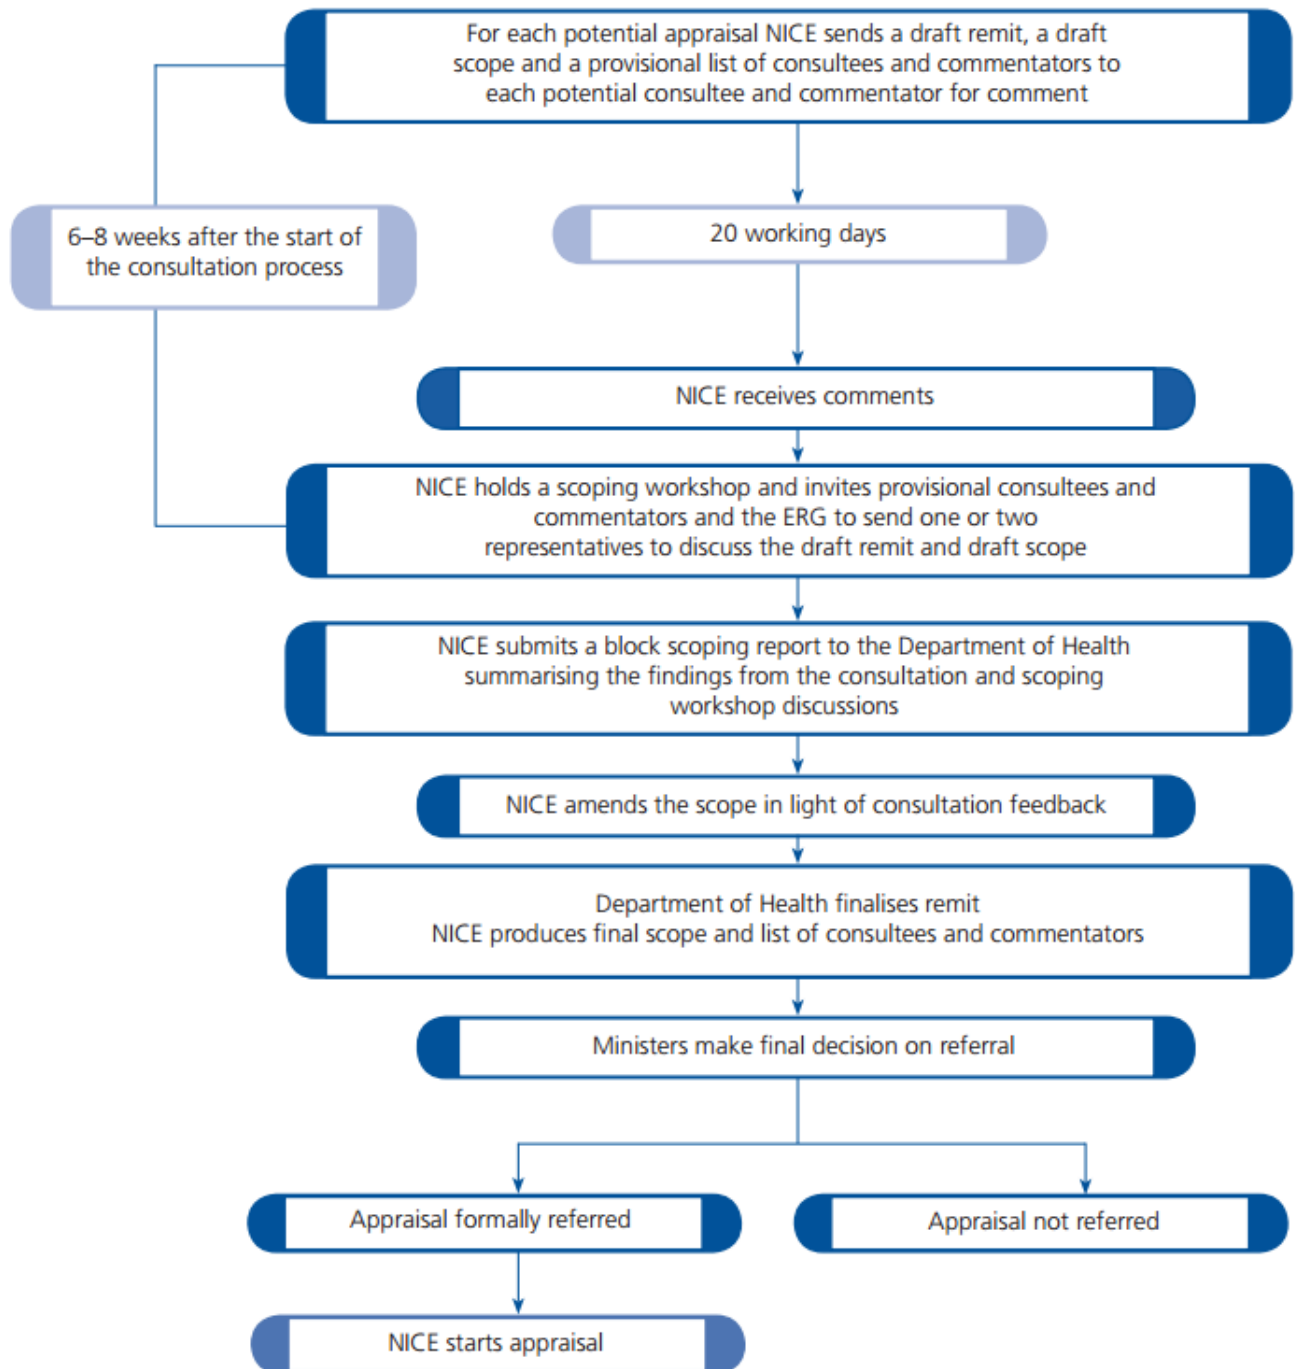 For each potential appraisal NICE sends a draft remit, a draft
scope and a provisional list of consultees and commentators to
each potential consultee and commentator for comment
6–8 weeks after the start of
the consultation process
20 working days
NICE receives comments
NICE holds a scoping workshop and invites provisional consultees and
commentators and the ERG to send one or two
representatives to discuss the draft remit and draft scope
NICE submits a block scoping report to the Department of Health
summarising the findings from the consultation and scoping
workshop discussions
NICE amends the scope in light of consultation feedback
Department of Health finalises remit
NICE produces final scope and list of consultees and commentators
Ministers make final decision on referral
Appraisal formally referred
Appraisal not referred
NICE starts appraisal